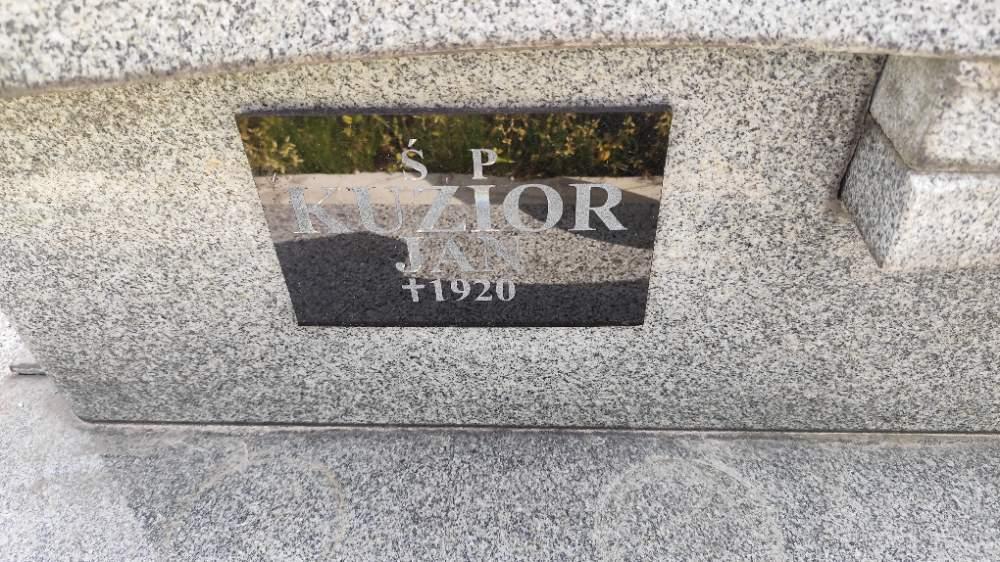 Ś P
KUZIOR
JAN
✝1920